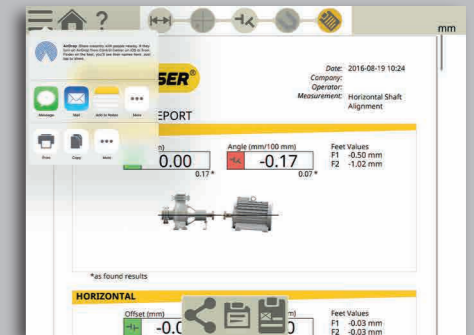 ?
mm
AirDrop. Share instantly with people nearby. If they
turn on AirDrop from Control Center on iOS or from
Finder on the Mac, you'll see their names here. Just
tap to share.
Message
Mail
Add to Notes
More
Print
Copy
More
SER®
EPORT
Date: 2016-08-19 10:24
Company:
Operator:
Measurement: Horizontal Shaft
Alignment
0.00
0.17 *
Angle (mm/100 mm)
-0.17
0.07 *
Feet Values
F1 -0.50 mm
F2 -1.02 mm
*as found results
HORIZONTAL
Offset (mm)
-0.0
Feet Values
F1 -0.03 mm
F2 -0.03 mm